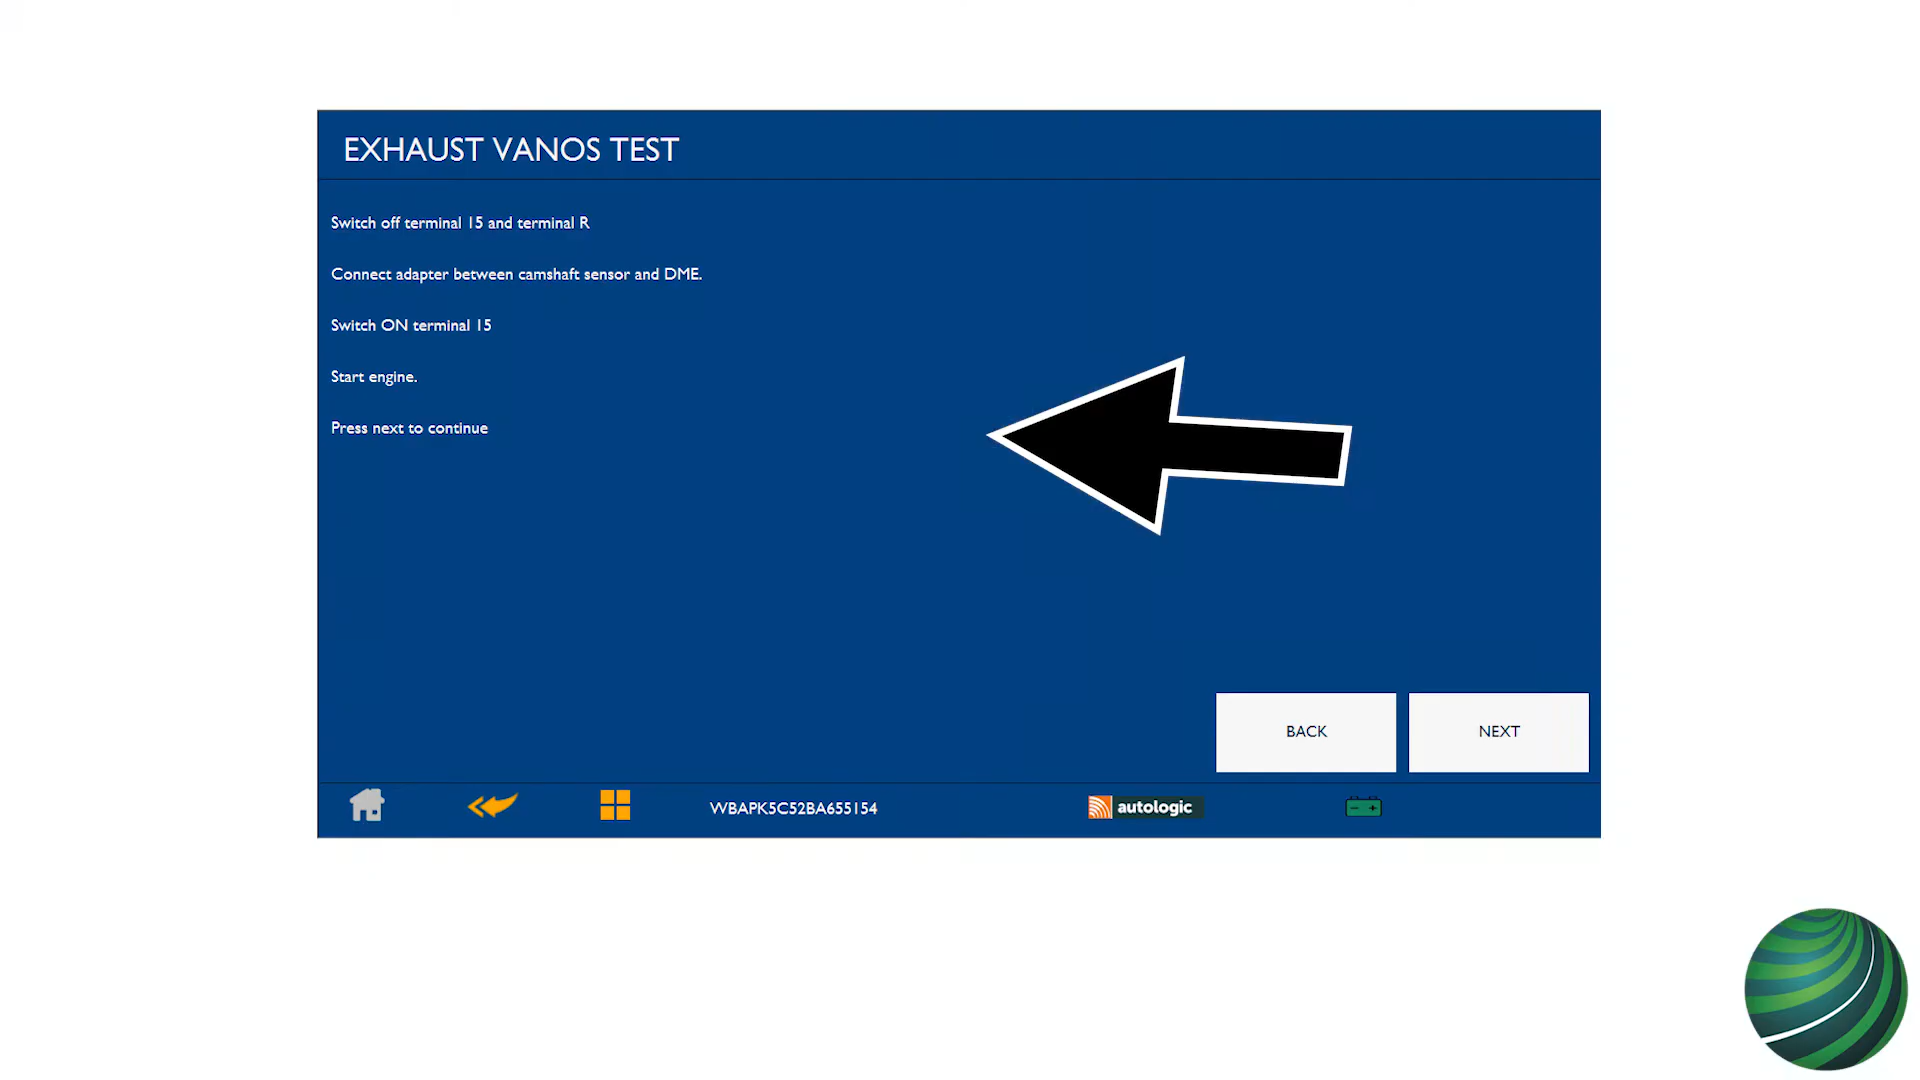 EXHAUST VANOS TEST
Switch off terminal 15 and terminal R
Connect adapter between camshaft sensor and DME.
Switch ON terminal 15
Start engine.
Press next to continue
BACK
NEXT
WBAPK5C52BA655154
autologic